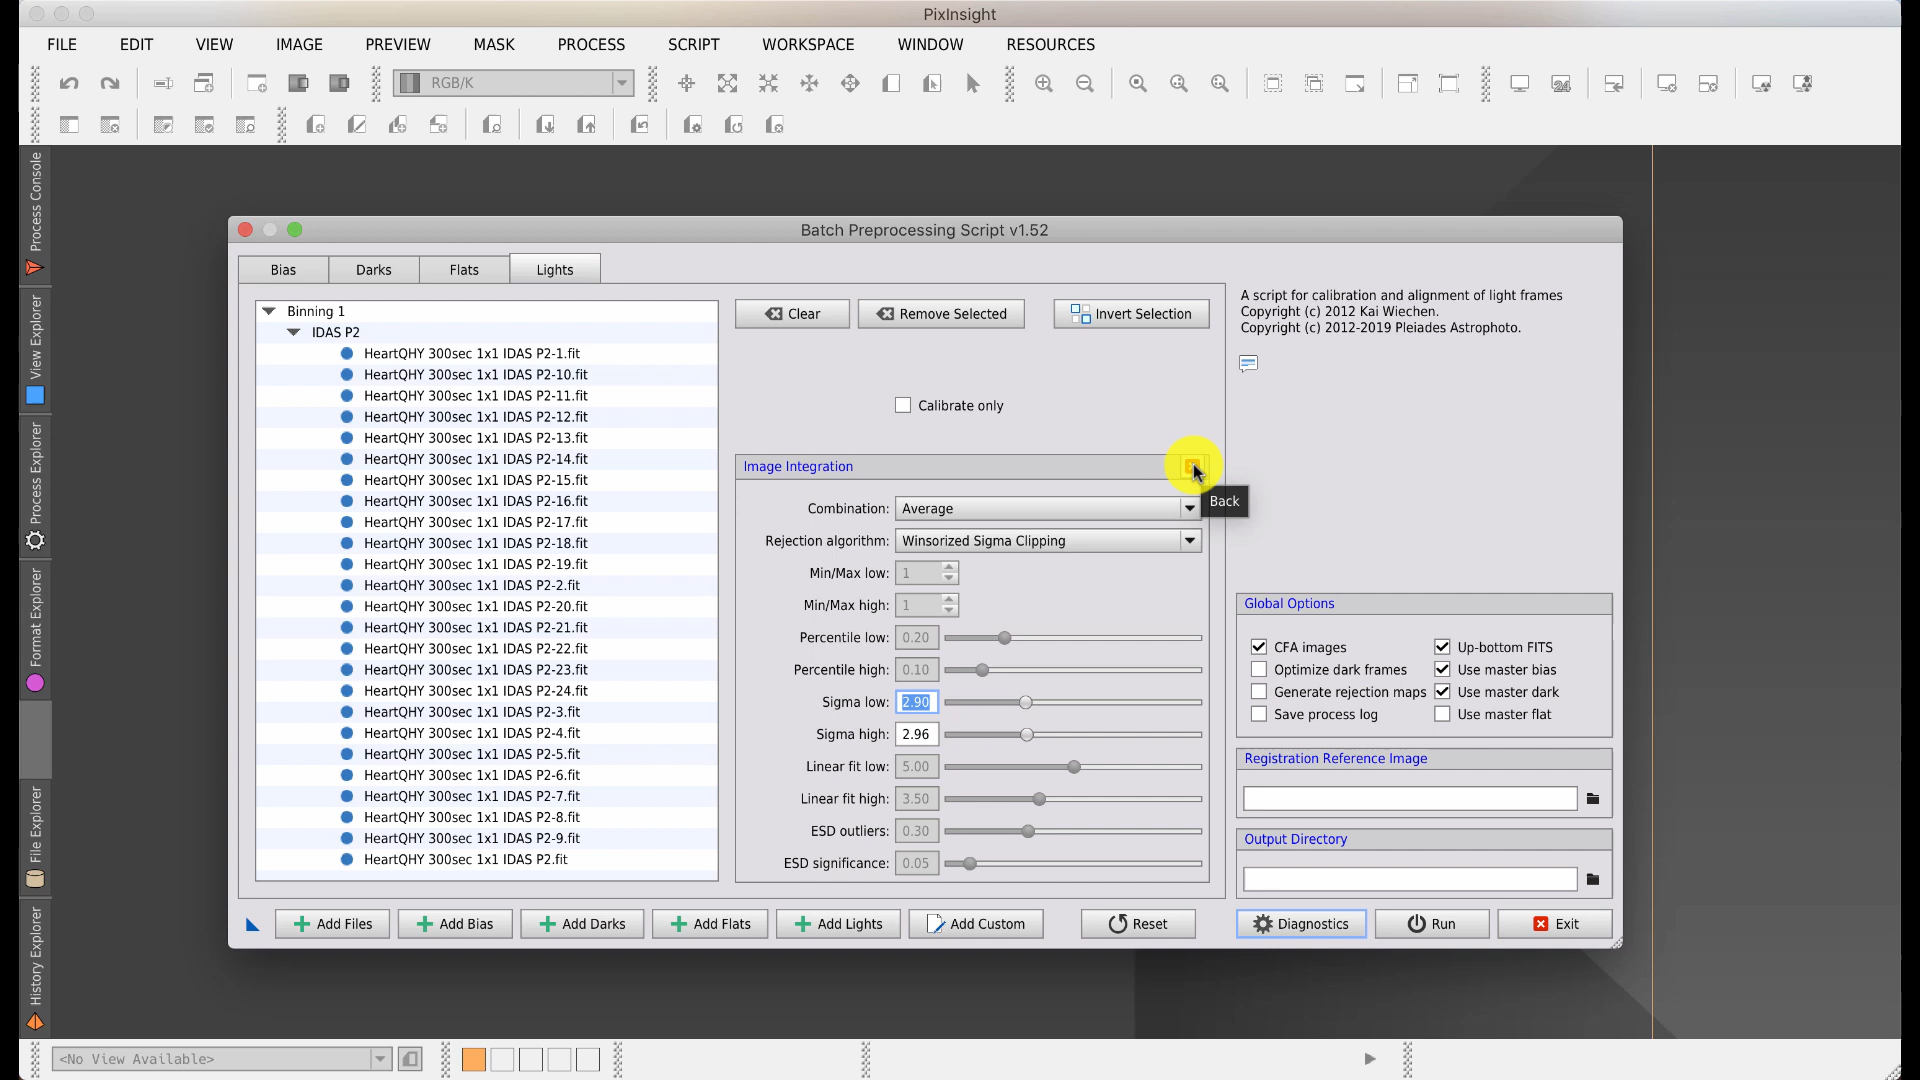 PixInsight
FILE EDIT VIEW IMAGE PREVIEW MASK PROCESS SCRIPT WORKSPACE WINDOW RESOURCES
RGB/K
24
Process Console
View Explorer
Process Explorer
Format Explorer
File Explorer
History Explorer
Batch Preprocessing Script v1.52
Bias Darks Flats Lights
Binning 1
IDAS P2
HeartQHY 300sec 1x1 IDAS P2-1.fit
HeartQHY 300sec 1x1 IDAS P2-10.fit
HeartQHY 300sec 1x1 IDAS P2-11.fit
HeartQHY 300sec 1x1 IDAS P2-12.fit
HeartQHY 300sec 1x1 IDAS P2-13.fit
HeartQHY 300sec 1x1 IDAS P2-14.fit
HeartQHY 300sec 1x1 IDAS P2-15.fit
HeartQHY 300sec 1x1 IDAS P2-16.fit
HeartQHY 300sec 1x1 IDAS P2-17.fit
HeartQHY 300sec 1x1 IDAS P2-18.fit
HeartQHY 300sec 1x1 IDAS P2-19.fit
HeartQHY 300sec 1x1 IDAS P2-2.fit
HeartQHY 300sec 1x1 IDAS P2-20.fit
HeartQHY 300sec 1x1 IDAS P2-21.fit
HeartQHY 300sec 1x1 IDAS P2-22.fit
HeartQHY 300sec 1x1 IDAS P2-23.fit
HeartQHY 300sec 1x1 IDAS P2-24.fit
HeartQHY 300sec 1x1 IDAS P2-3.fit
HeartQHY 300sec 1x1 IDAS P2-4.fit
HeartQHY 300sec 1x1 IDAS P2-5.fit
HeartQHY 300sec 1x1 IDAS P2-6.fit
HeartQHY 300sec 1x1 IDAS P2-7.fit
HeartQHY 300sec 1x1 IDAS P2-8.fit
HeartQHY 300sec 1x1 IDAS P2-9.fit
HeartQHY 300sec 1x1 IDAS P2.fit
Clear Remove Selected Invert Selection
Calibrate only
Image Integration
Back
Combination: Average
Rejection algorithm: Winsorized Sigma Clipping
Min/Max low: 1
Min/Max high: 1
Percentile low: 0.20
Percentile high: 0.10
Sigma low: 2.90
Sigma high: 2.96
Linear fit low: 5.00
Linear fit high: 3.50
ESD outliers: 0.30
ESD significance: 0.05
A script for calibration and alignment of light frames
Copyright (c) 2012 Kai Wiechen.
Copyright (c) 2012-2019 Pleiades Astrophoto.
Global Options
CFA images Up-bottom FITS
Optimize dark frames Use master bias
Generate rejection maps Use master dark
Save process log Use master flat
Registration Reference Image
Output Directory
Add Files Add Bias Add Darks Add Flats Add Lights Add Custom Reset Diagnostics Run Exit
<No View Available>